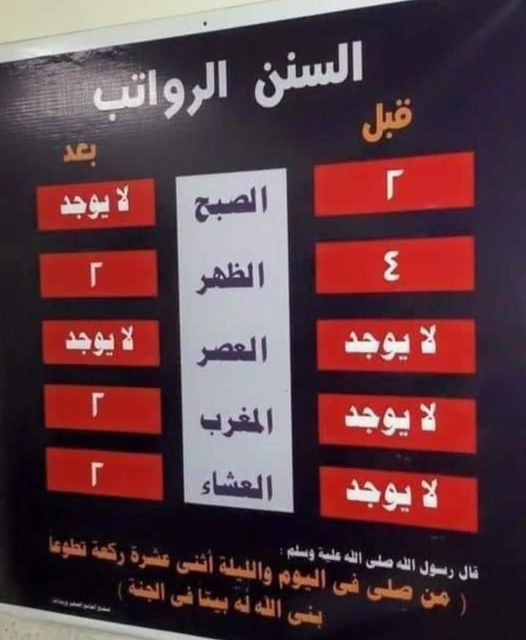 السنن الرواتب
قبل بعد
٢ الصبح لا يوجد
٤ الظهر ٢
لا يوجد العصر لا يوجد
لا يوجد المغرب ٢
لا يوجد العشاء ٢
قال رسول الله صلى الله علية وسلم :
( من صلى فى اليوم والليلة أثنى عشرة ركعة تطوعا
بنى الله له بيتا فى الجنة )